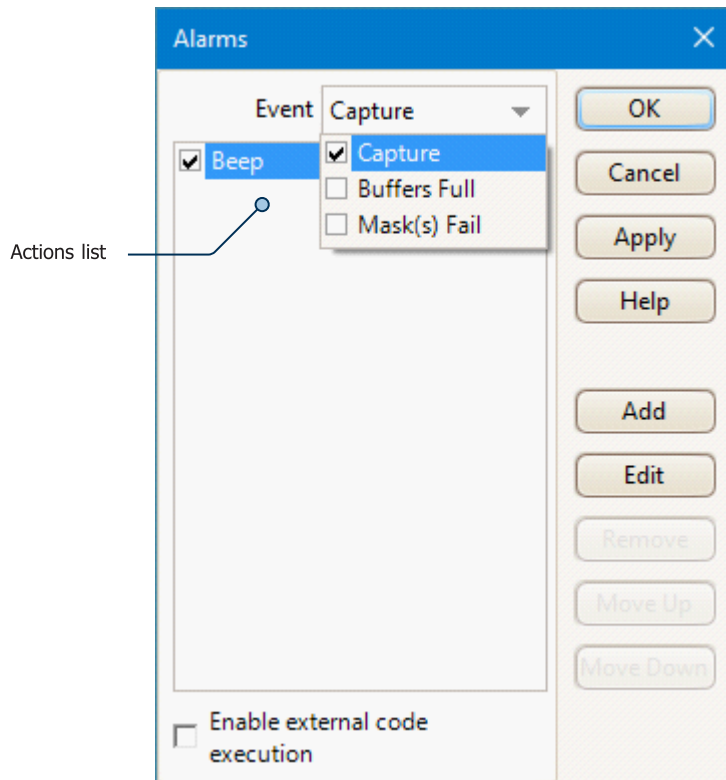 Alarms
Event Capture
Beep
Capture
Buffers Full
Mask(s) Fail
Actions list
OK
Cancel
Apply
Help
Add
Edit
Remove
Move Up
Move Down
Enable external code
execution